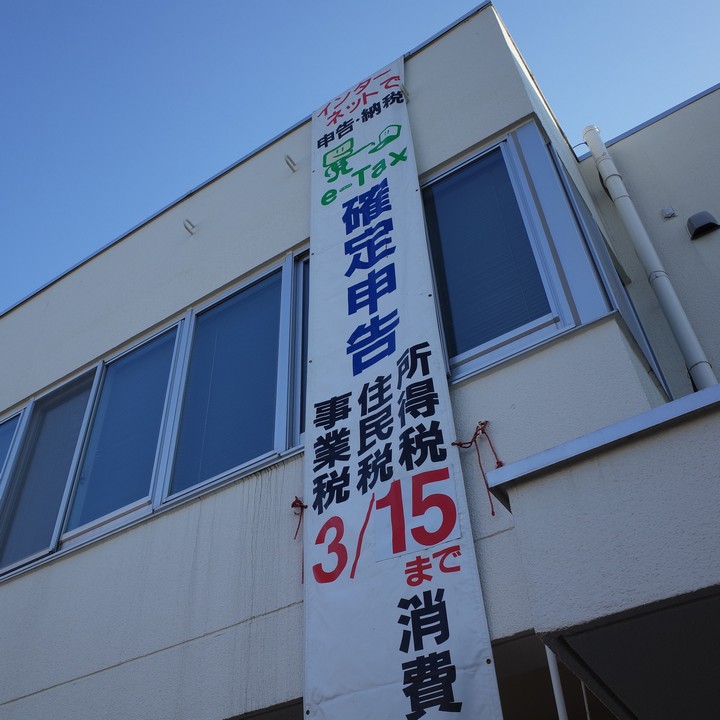 インター
ネットで
申告・納税
e-Tax
確定申告
所得税
住民税
事業税
3/15
まで
消費